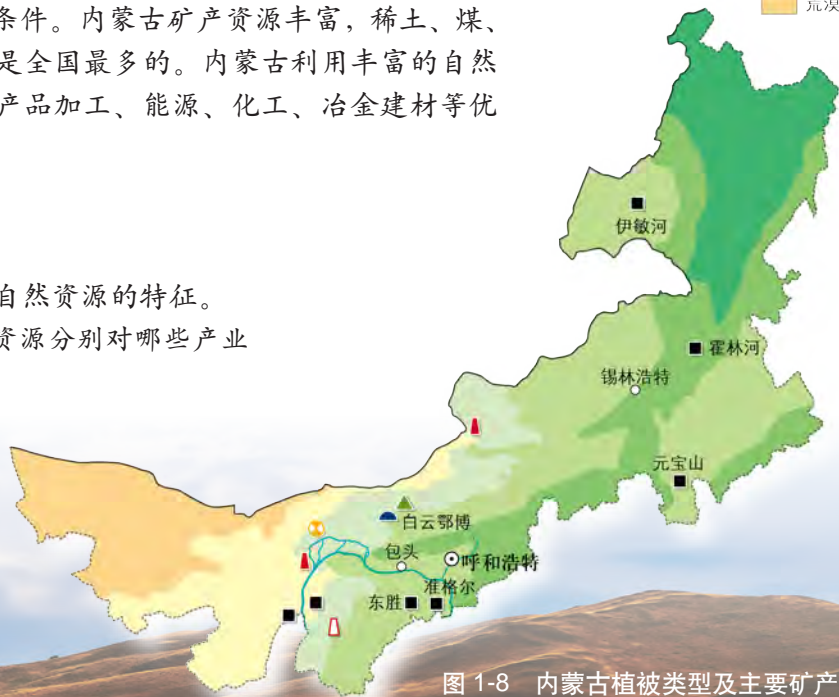 荒漠
条件。内蒙古矿产资源丰富，稀土、煤、
是全国最多的。内蒙古利用丰富的自然
产品加工、能源、化工、冶金建材等优
自然资源的特征。
资源分别对哪些产业
伊敏河
霍林河
锡林浩特
元宝山
白云鄂博
包头
呼和浩特
东胜
准格尔
图 1-8 内蒙古植被类型及主要矿产